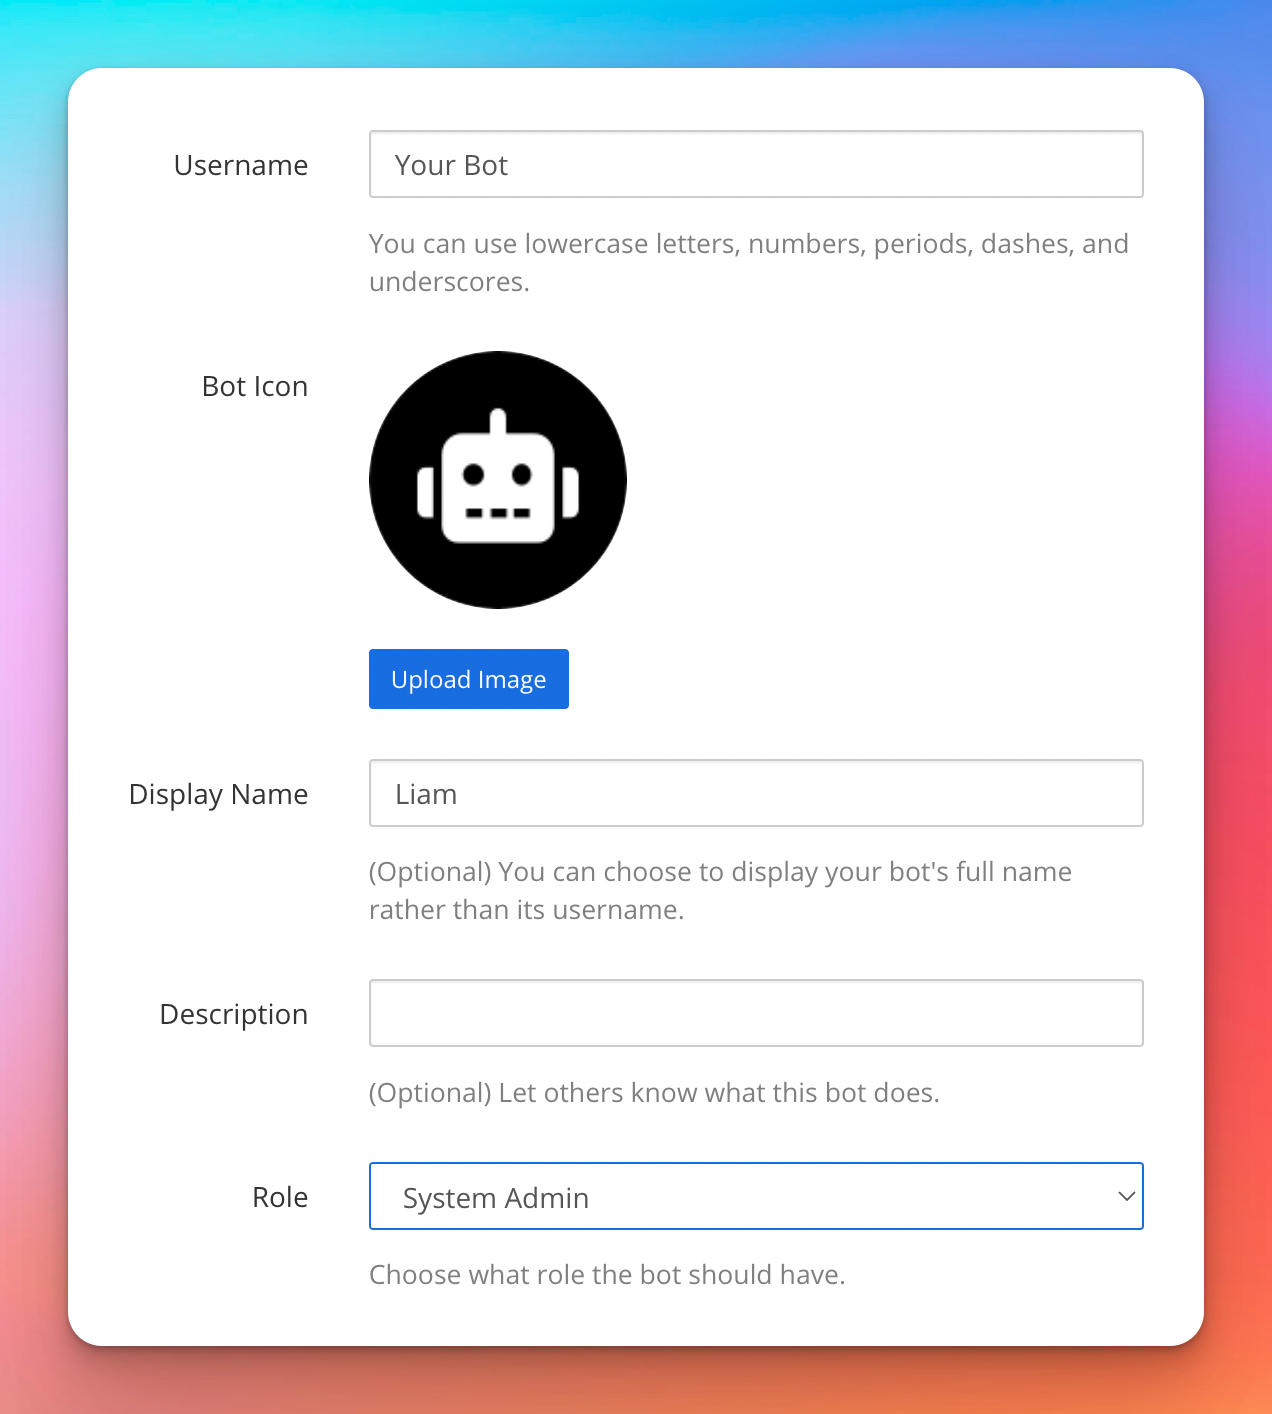 Username
Your Bot
You can use lowercase letters, numbers, periods, dashes, and
underscores.
Bot Icon
Upload Image
Display Name
Liam
(Optional) You can choose to display your bot's full name
rather than its username.
Description
(Optional) Let others know what this bot does.
Role
System Admin
Choose what role the bot should have.